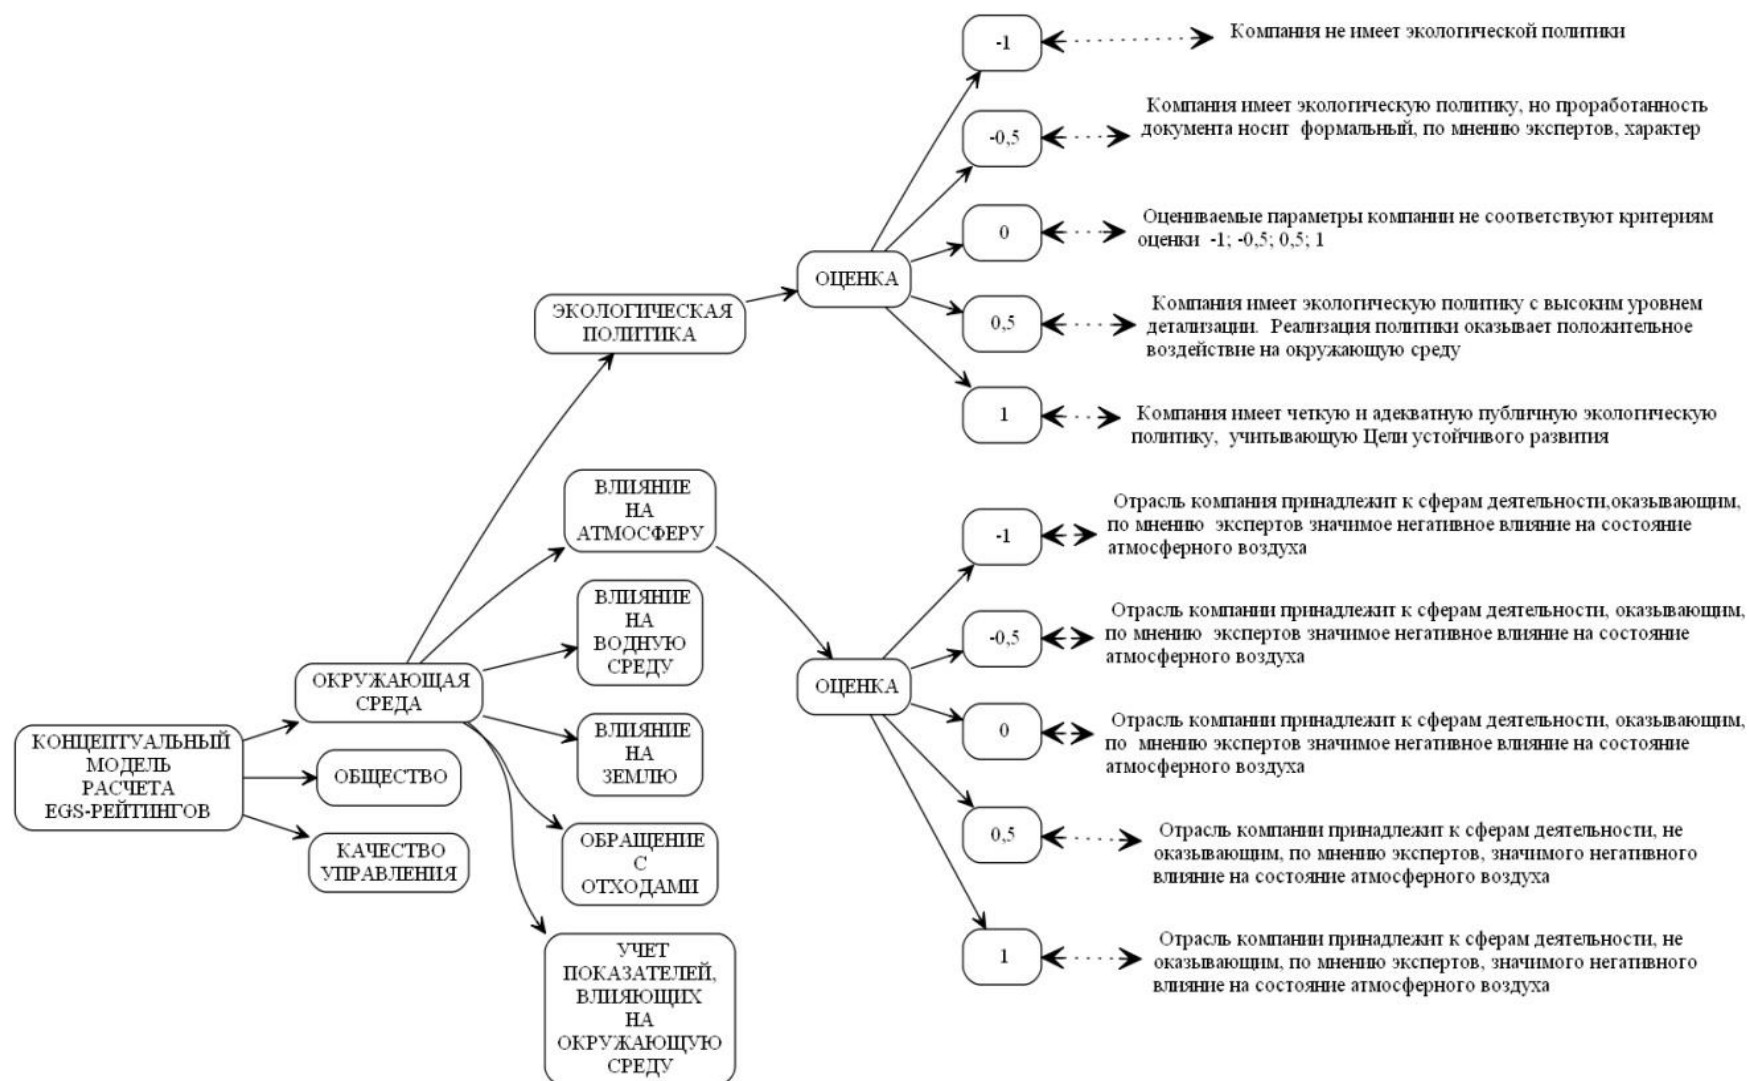 КОНЦЕПТУАЛЬНЫЙ
МОДЕЛЬ
РАСЧЕТА
EGS-РЕЙТИНГОВ
ОКРУЖАЮЩАЯ
СРЕДА
ОБЩЕСТВО
КАЧЕСТВО
УПРАВЛЕНИЯ
ЭКОЛОГИЧЕСКАЯ
ПОЛИТИКА
ВЛИЯНИЕ
НА
АТМОСФЕРУ
ВЛИЯНИЕ
НА
ВОДНУЮ
СРЕДУ
ВЛИЯНИЕ
НА
ЗЕМЛЮ
ОБРАЩЕНИЕ
С
ОТХОДАМИ
УЧЕТ
ПОКАЗАТЕЛЕЙ,
ВЛИЯЮЩИХ
НА
ОКРУЖАЮЩУЮ
СРЕДУ
ОЦЕНКА
-1
Компания не имеет экологической политики
-0,5
Компания имеет экологическую политику, но проработанность
документа носит формальный, по мнению экспертов, характер
0
Оцениваемые параметры компании не соответствуют критериям
оценки -1; -0,5; 0,5; 1
0,5
Компания имеет экологическую политику с высоким уровнем
детализации. Реализация политики оказывает положительное
воздействие на окружающую среду
1
Компания имеет четкую и адекватную публичную экологическую
политику, учитывающую Цели устойчивого развития
ОЦЕНКА
-1
Отрасль компания принадлежит к сферам деятельности,оказывающим,
по мнению экспертов значимое негативное влияние на состояние
атмосферного воздуха
-0,5
Отрасль компании принадлежит к сферам деятельности, оказывающим,
по мнению экспертов значимое негативное влияние на состояние
атмосферного воздуха
0
Отрасль компании принадлежит к сферам деятельности, оказывающим,
по мнению экспертов значимое негативное влияние на состояние
атмосферного воздуха
0,5
Отрасль компании принадлежит к сферам деятельности, не
оказывающим, по мнению экспертов, значимого негативного
влияние на состояние атмосферного воздуха
1
Отрасль компании принадлежит к сферам деятельности, не
оказывающим, по мнению экспертов, значимого негативного
влияние на состояние атмосферного воздуха